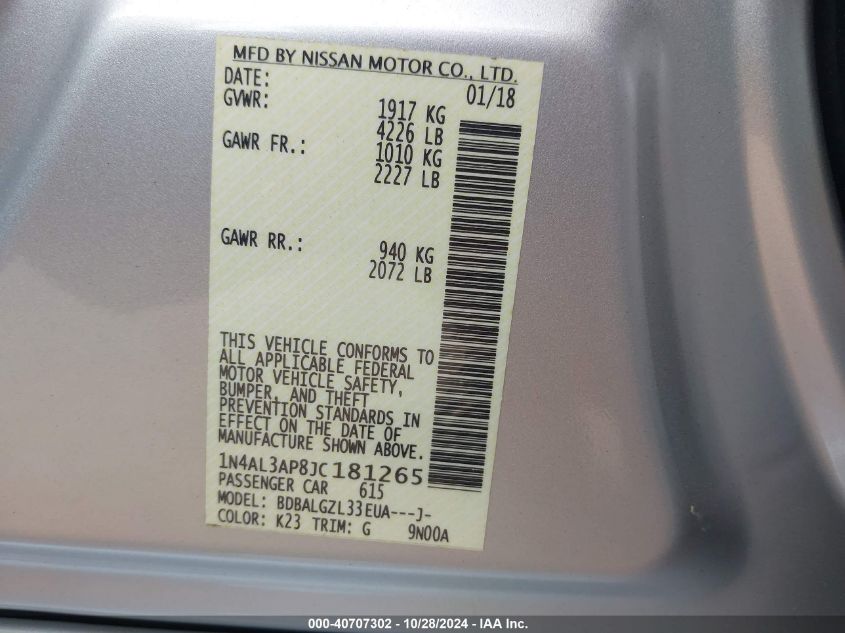 MFD BY NISSAN MOTOR CO., LTD.
DATE: 01/18
GVWR: 1917 KG
4226 LB
GAWR FR.: 1010 KG
2227 LB
GAWR RR.: 940 KG
2072 LB
THIS VEHICLE CONFORMS TO
ALL APPLICABLE FEDERAL
MOTOR VEHICLE SAFETY,
BUMPER, AND THEFT
PREVENTION STANDARDS IN
EFFECT ON THE DATE OF
MANUFACTURE SHOWN ABOVE.
1N4AL3AP8JC181265
PASSENGER CAR 615
MODEL: BDBALGZL33EUA---J-
COLOR: K23 TRIM: G 9N00A
000-40707302 - 10/28/2024 - IAA Inc.